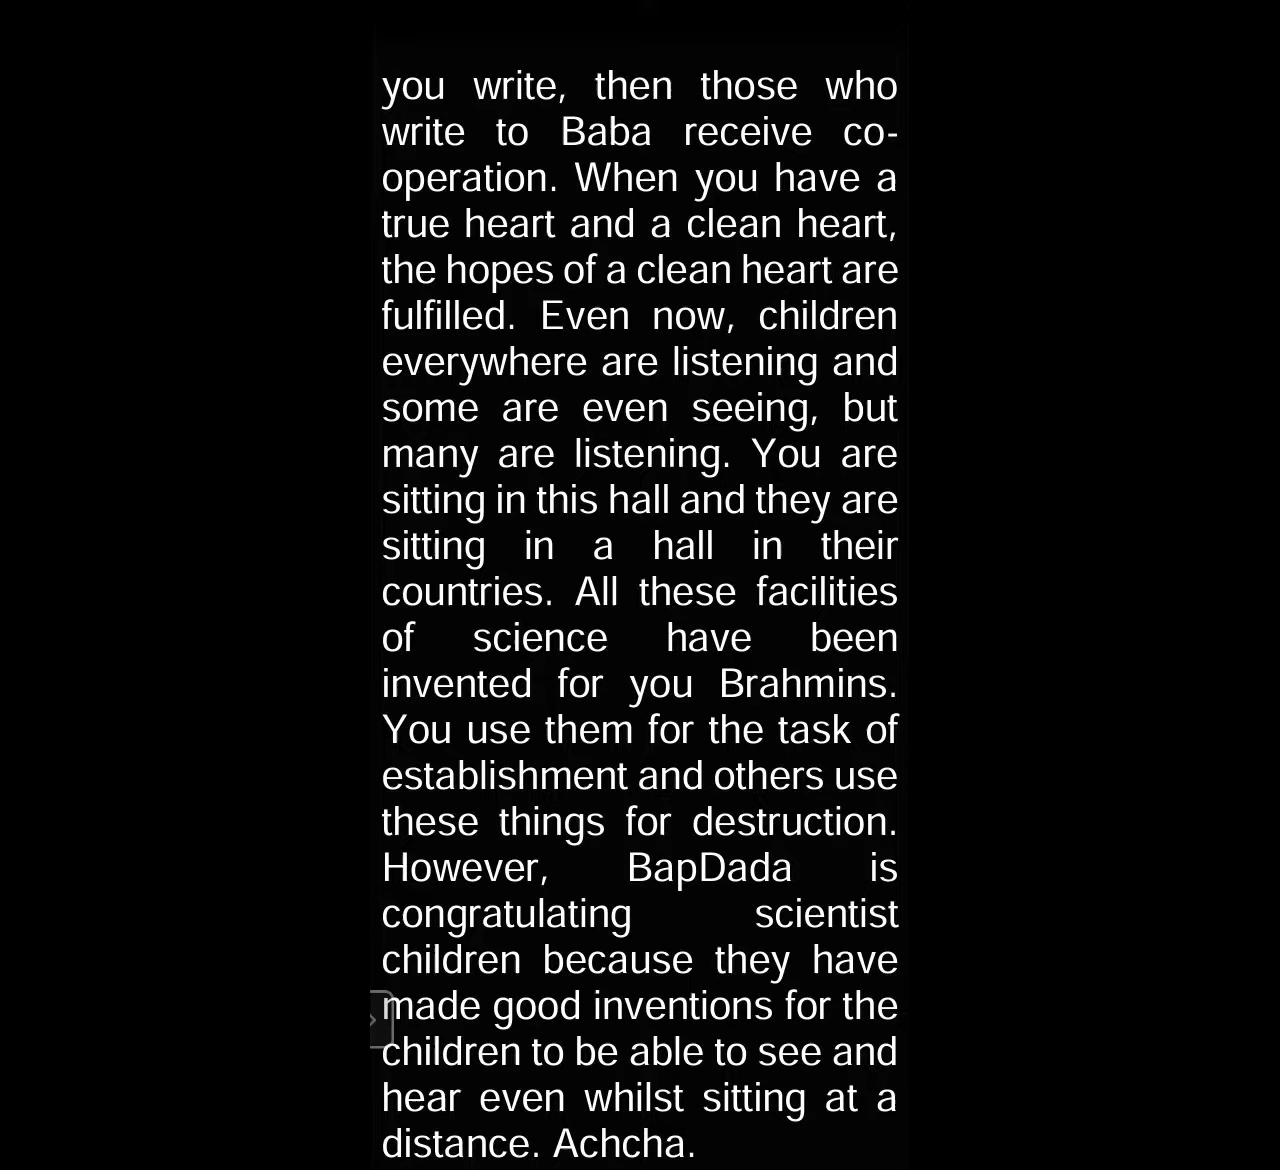 you write, then those who
write to Baba receive co-
operation. When you have a
true heart and a clean heart,
the hopes of a clean heart are
fulfilled. Even now, children
everywhere are listening and
some are even seeing, but
many are listening. You are
sitting in this hall and they are
sitting in a hall in their
countries. All these facilities
of science have been
invented for you Brahmins.
You use them for the task of
establishment and others use
these things for destruction.
However, BapDada is
congratulating scientist
children because they have
made good inventions for the
children to be able to see and
hear even whilst sitting at a
distance. Achcha.